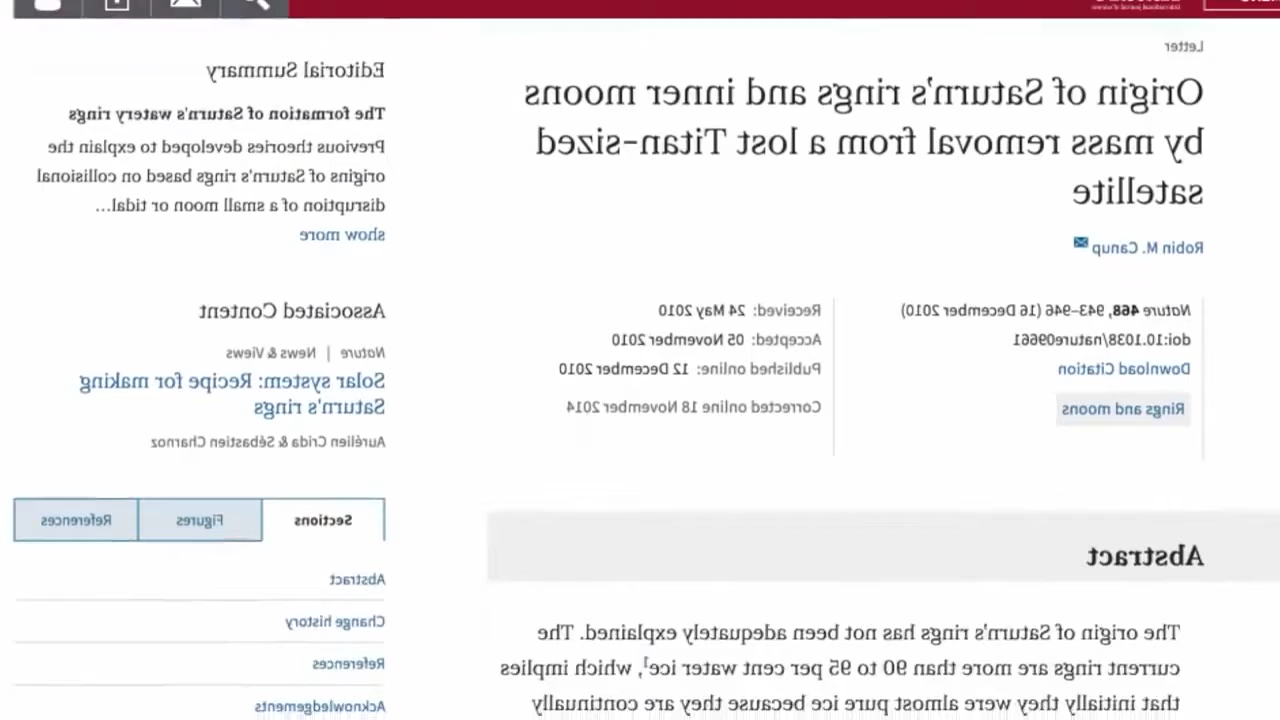 Letter
Origin of Saturn's rings and inner moons
by mass removal from a lost Titan-sized
satellite
Robin M. Canup
Nature 468, 943–946 (16 December 2010)
doi:10.1038/nature09661
Download Citation
Rings and moons
Received: 24 May 2010
Accepted: 05 November 2010
Published online: 12 December 2010
Corrected online 18 November 2014
Abstract
The origin of Saturn's rings has not been adequately explained. The
current rings are more than 90 to 95 per cent water ice1, which implies
that initially they were almost pure ice because they are continually
Editorial Summary
The formation of Saturn's watery rings
Previous theories developed to explain the
origins of Saturn's rings based on collisional
disruption of a small moon or tidal...
show more
Associated Content
Nature | News & Views
Solar system: Recipe for making
Saturn's rings
Aurélien Crida & Sébastien Charnoz
Sections Figures References
Abstract
Change history
References
Acknowledgements